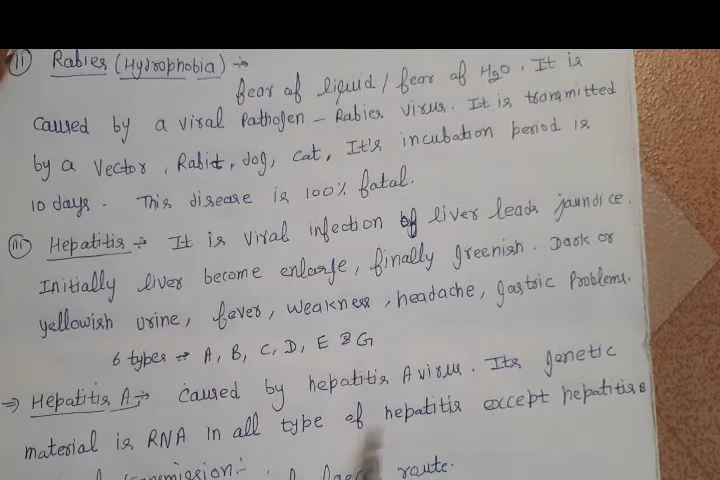 (ii) Rabies (Hydrophobia) →
fear of liquid / fear of H2O. It is
caused by a viral Pathogen - Rabies virus. It is transmitted
by a vector, Rabit, dog, cat, It's incubation period is
10 days. This disease is 100% fatal.
(iii) Hepatitis → It is viral infection of liver leads jaundice.
Initially liver become enlarge, finally greenish. Dark or
yellowish urine, fever, weakness, headache, gastric Problems.
6 types → A, B, C, D, E & G
⇒ Hepatitis A → Caused by hepatitis A virus. Its genetic
material is RNA in all type of hepatitis except hepatitis B
route.